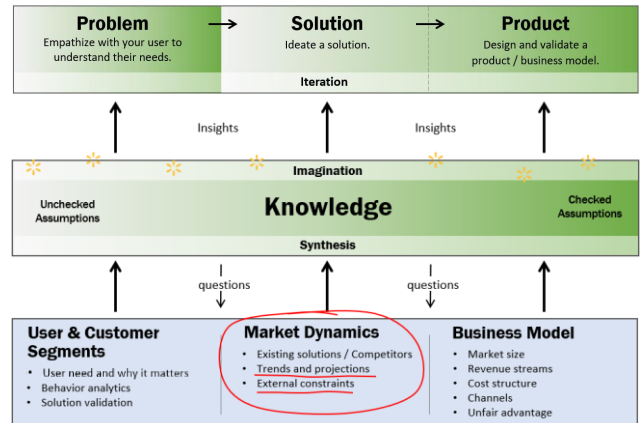 Problem
Solution
Product
Empathize with your user to
understand their needs.
Ideate a solution.
Design and validate a
product / business model.
Iteration
Insights
Insights
Imagination
Unchecked
Assumptions
Knowledge
Checked
Assumptions
Synthesis
questions
questions
User & Customer
Segments
User need and why it matters
Behavior analytics
Solution validation
Market Dynamics
Existing solutions / Competitors
Trends and projections
External constraints
Business Model
Market size
Revenue streams
Cost structure
Channels
Unfair advantage